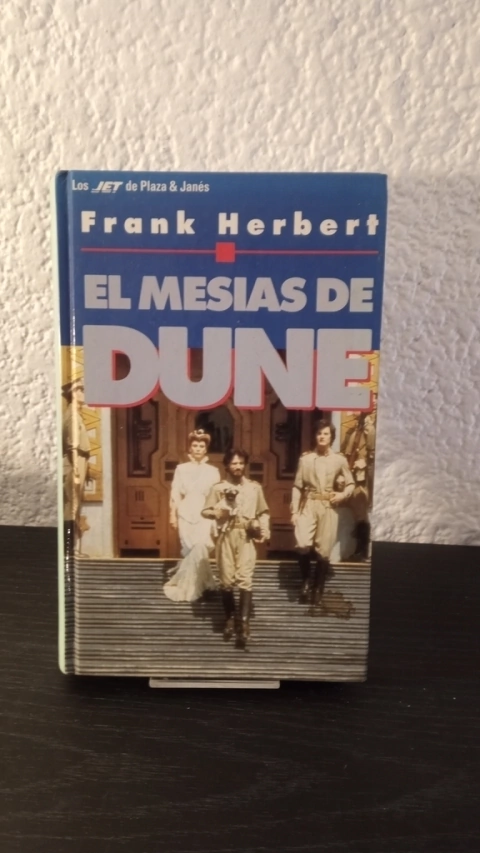 Los JET de Plaza & Janés
Frank Herbert
EL MESIAS DE
DUNE